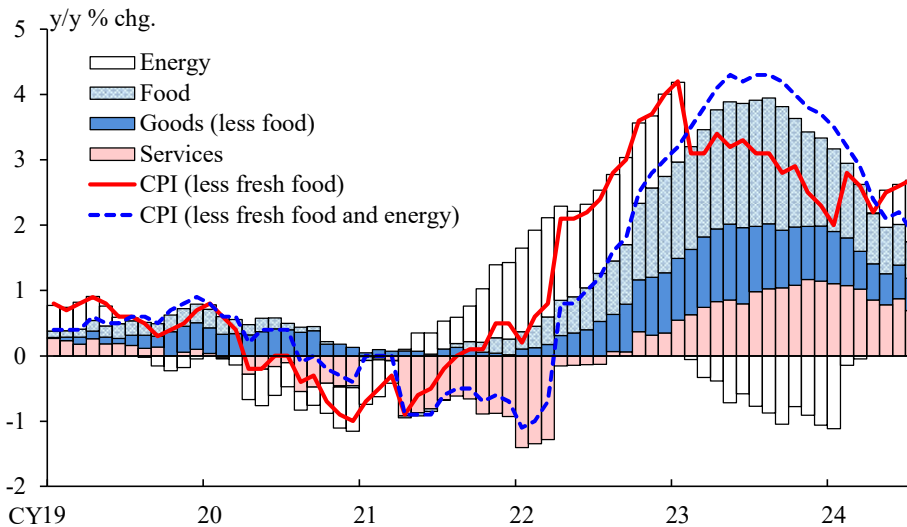 y/y % chg.
5
4
3
2
1
0
-1
-2
Energy
Food
Goods (less food)
Services
CPI (less fresh food)
CPI (less fresh food and energy)
CY19 20 21 22 23 24